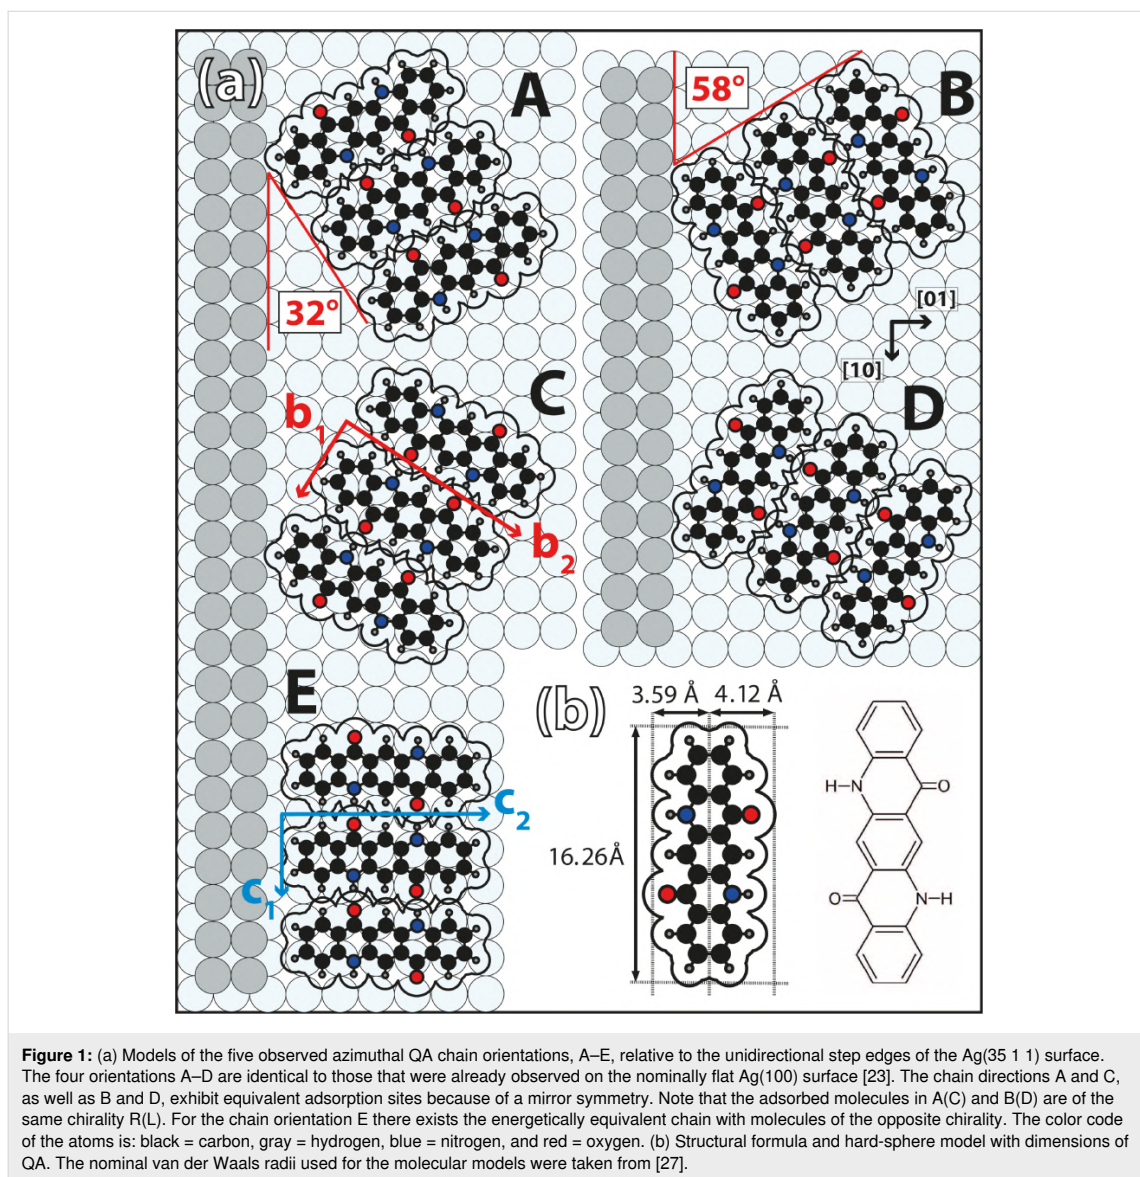 (a)
A
B
58°
32°
[01]
[10]
C
D
b1
b2
E
c2
c1
(b)
3.59 Å
4.12 Å
16.26Å
H
N
O
O
N
H
Figure 1: (a) Models of the five observed azimuthal QA chain orientations, A–E, relative to the unidirectional step edges of the Ag(35 1 1) surface.
The four orientations A–D are identical to those that were already observed on the nominally flat Ag(100) surface [23]. The chain directions A and C,
as well as B and D, exhibit equivalent adsorption sites because of a mirror symmetry. Note that the adsorbed molecules in A(C) and B(D) are of the
same chirality R(L). For the chain orientation E there exists the energetically equivalent chain with molecules of the opposite chirality. The color code
of the atoms is: black = carbon, gray = hydrogen, blue = nitrogen, and red = oxygen. (b) Structural formula and hard-sphere model with dimensions of
QA. The nominal van der Waals radii used for the molecular models were taken from [27].